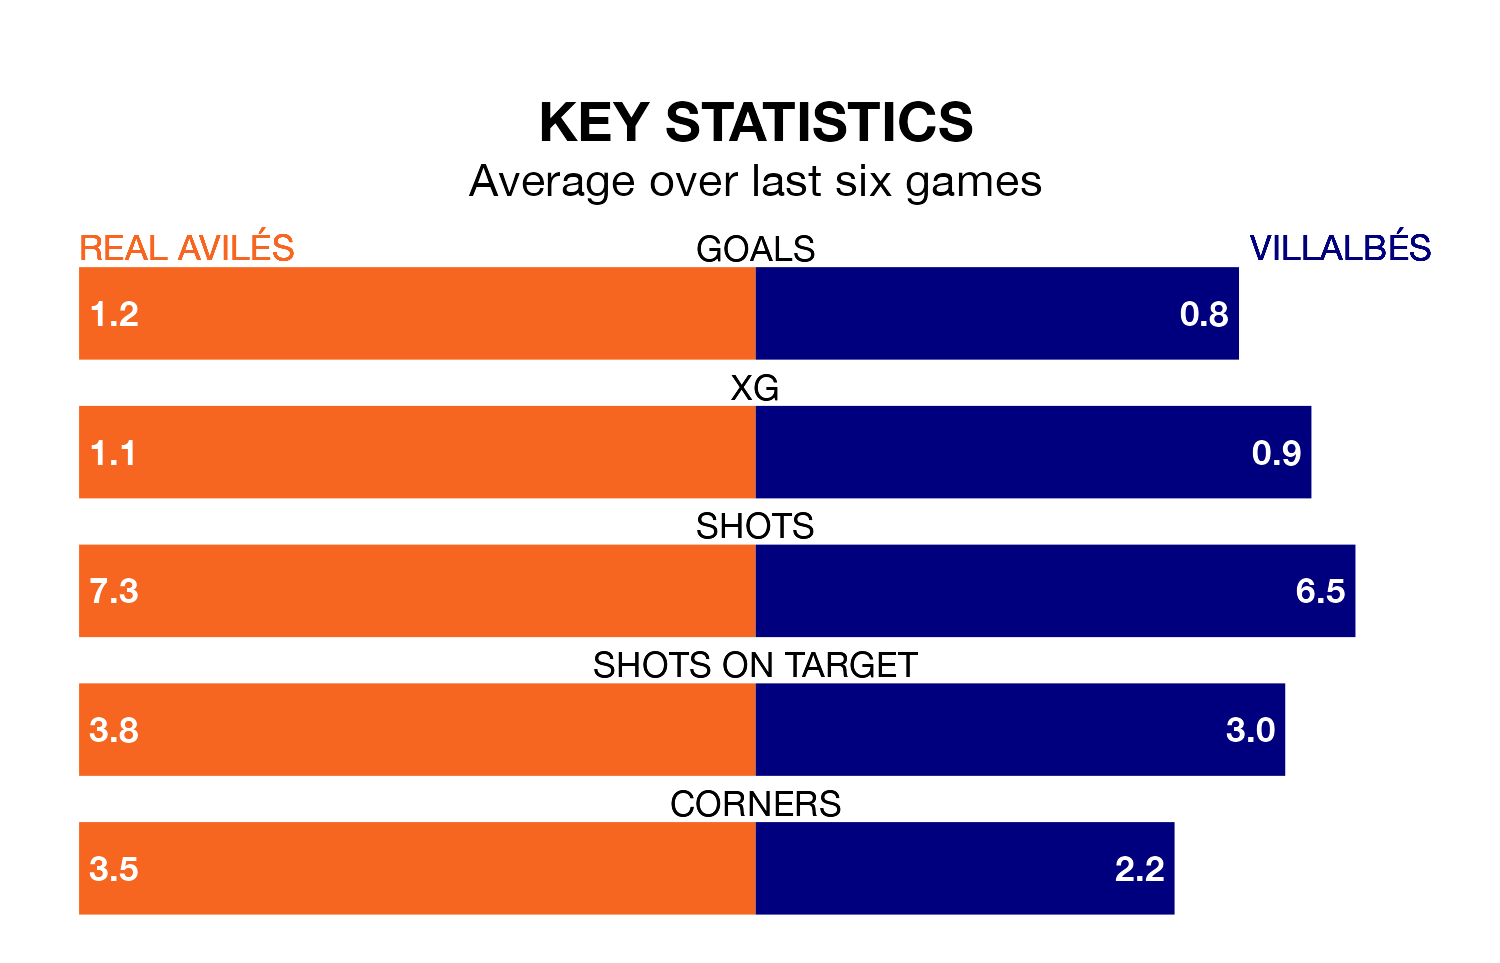 KEY STATISTICS
Average over last six games
REAL AVILÉS GOALS VILLALBÉS
1.2 0.8
XG
1.1 0.9
SHOTS
7.3 6.5
SHOTS ON TARGET
3.8 3.0
CORNERS
3.5 2.2